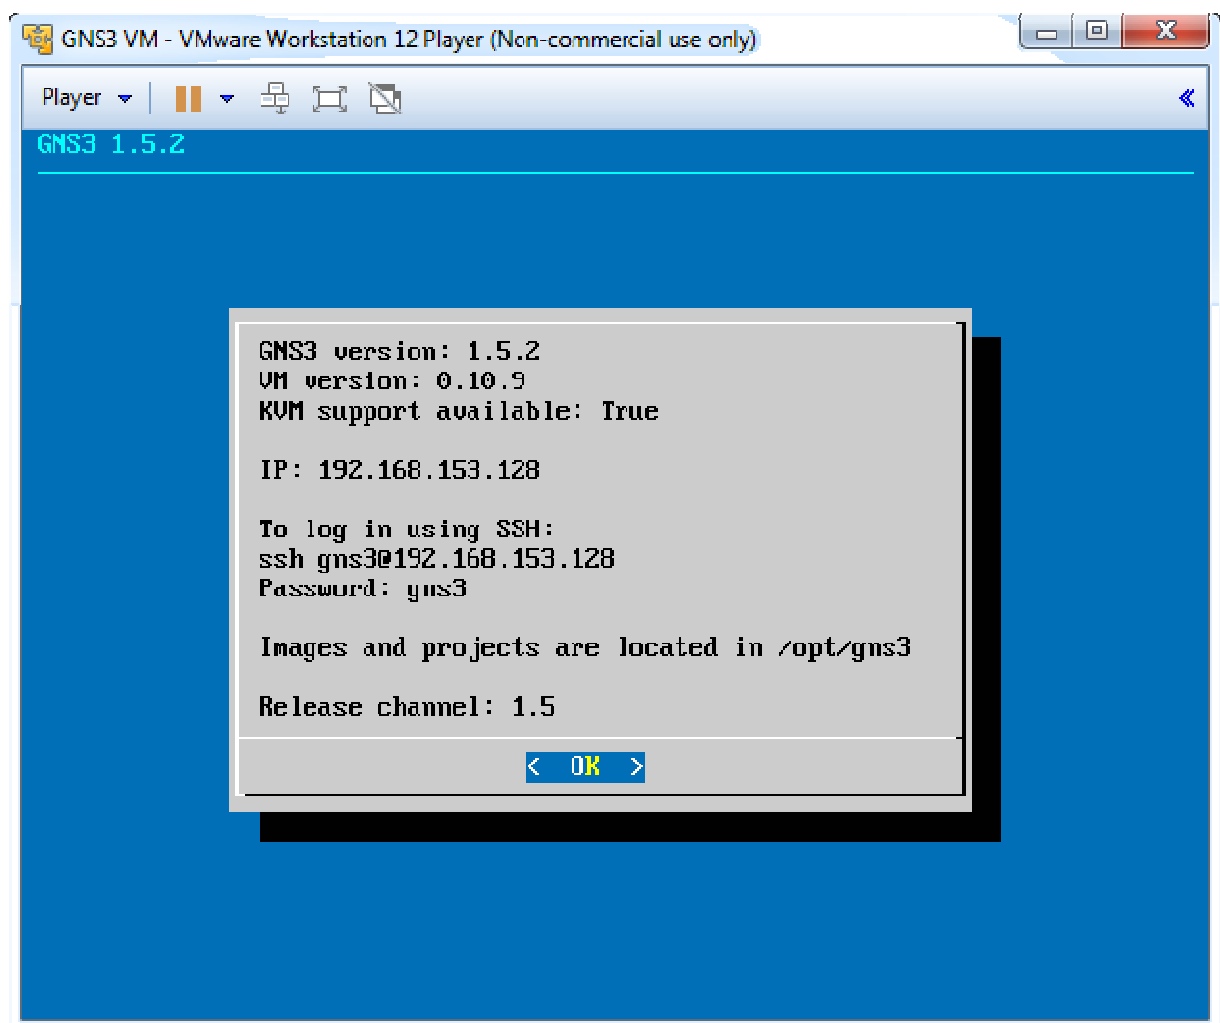 GNS3 VM - VMware Workstation 12 Player (Non-commercial use only)
Player
GNS3 1.5.2
GNS3 version: 1.5.2
VM version: 0.10.9
KVM support available: True
IP: 192.168.153.128
To log in using SSH:
ssh gns3@192.168.153.128
Password: gns3
Images and projects are located in /opt/gns3
Release channel: 1.5
< OK >